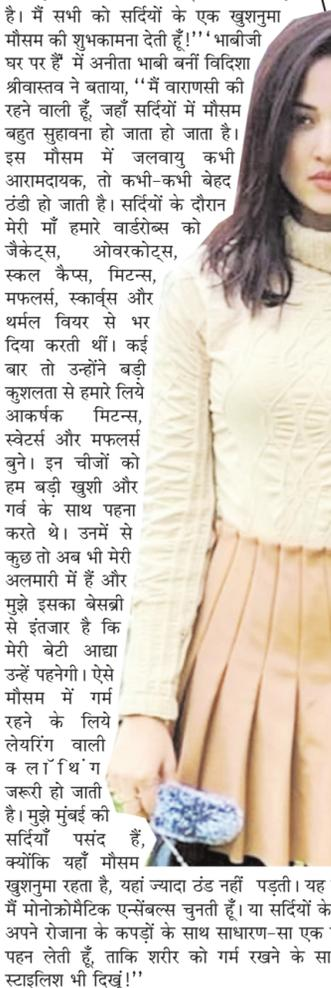 है। मैं सभी को सर्दियों के एक खुशनुमा
मौसम की शुभकामना देती हूँ!’’ ‘भाबीजी
घर पर हैं’ में अनीता भाबी बनीं विदिशा
श्रीवास्तव ने बताया, ‘‘मैं वाराणसी की
रहने वाली हूँ, जहाँ सर्दियों में मौसम
बहुत सुहावना हो जाता हो जाता है।
इस मौसम में जलवायु कभी
आरामदायक, तो कभी-कभी बेहद
ठंडी हो जाती है। सर्दियों के दौरान
मेरी माँ हमारे वार्डरोब्स को
जैकेट्स, ओवरकोट्स,
स्कल कैप्स, मिटन्स,
मफलर्स, स्कार्व्स और
थर्मल वियर से भर
दिया करती थीं। कई
बार तो उन्होंने बड़ी
कुशलता से हमारे लिये
आकर्षक मिटन्स,
स्वेटर्स और मफलर्स
बुने। इन चीजों को
हम बड़ी खुशी और
गर्व के साथ पहना
करते थे। उनमें से
कुछ तो अब भी मेरी
अलमारी में हैं और
मुझे इसका बेसब्री
से इंतजार है कि
मेरी बेटी आद्या
उन्हें पहनेगी। ऐसे
मौसम में गर्म
रहने के लिये
लेयरिंग वाली
क्लॉथिंग
जरूरी हो जाती
है। मुझे मुंबई की
सर्दियाँ पसंद हैं,
क्योंकि यहाँ मौसम
खुशनुमा रहता है, यहां ज्यादा ठंड नहीं पड़ती। यह
मैं मोनोक्रोमैटिक एन्सेंबल्स चुनती हूँ। या सर्दियों के
अपने रोजाना के कपड़ों के साथ साधारण-सा एक
पहन लेती हूँ, ताकि शरीर को गर्म रखने के सा
स्टाइलिश भी दिखूं!’’